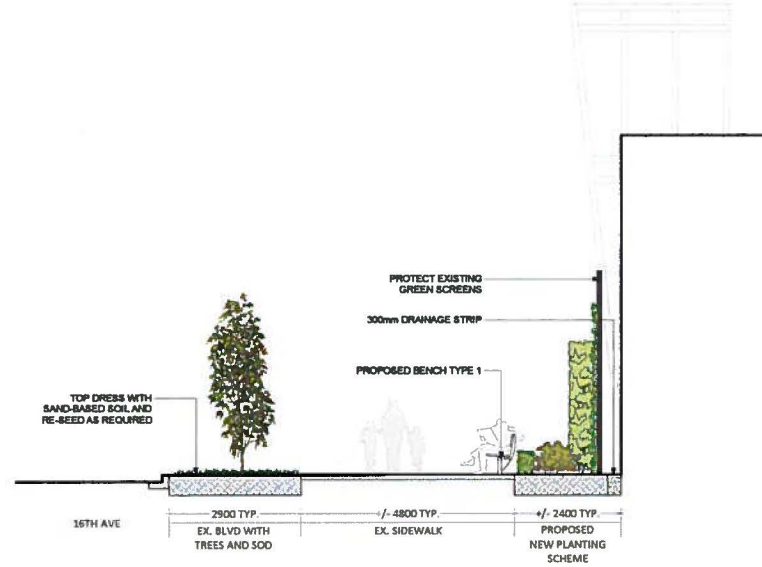 PROTECT EXISTING
GREEN SCREENS
300mm DRAINAGE STRIP
PROPOSED BENCH TYPE 1
TOP DRESS WITH
SAND-BASED SOIL AND
RE-SEED AS REQUIRED
16TH AVE
2900 TYP.
EX. BLVD WITH
TREES AND SOD
+/- 4800 TYP.
EX. SIDEWALK
+/- 2400 TYP.
PROPOSED
NEW PLANTING
SCHEME